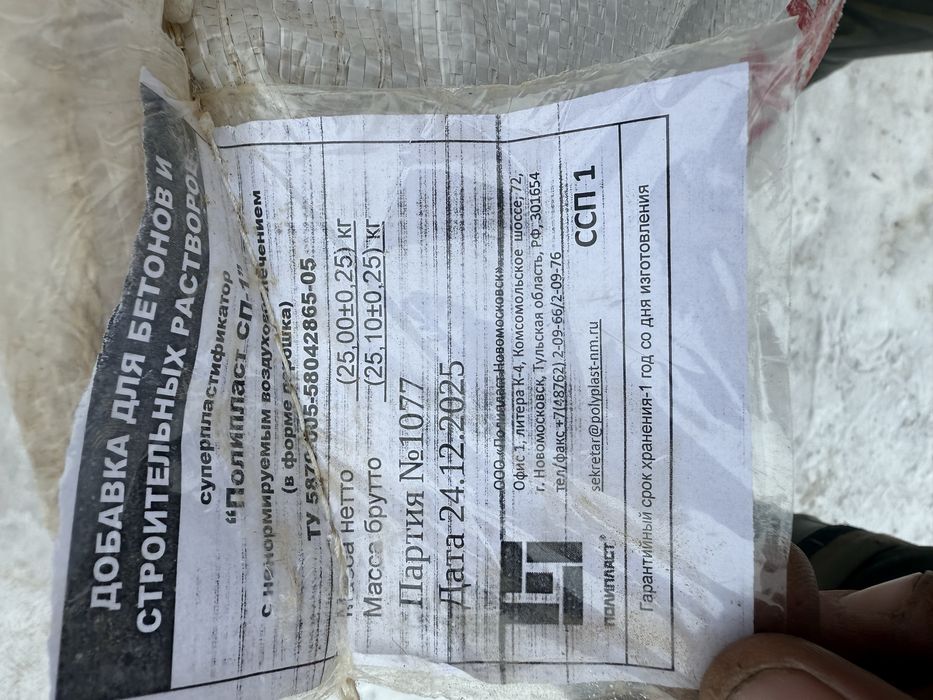 ДОБАВКА ДЛЯ БЕТОНОВ И
СТРОИТЕЛЬНЫХ РАСТВОРОВ
суперпластификатор
"Полипласт СП-1"
с ненормируемым воздухововлечением
(в форме порошка)
ТУ 5870-005-58042865-05
Масса нетто (25,00±0,25) кг
Масса брутто (25,10±0,25) кг
Партия №1077
Дата 24.12.2025
ООО «Полипласт Новомосковск»
Офис 1, литера К-4, Комсомольское шоссе, 72,
г. Новомосковск, Тульская область, РФ, 301654
тел/факс +7(48762) 2-09-66/2-09-76
sekretar@polyplast-nm.ru
ССП 1
ПОЛИПЛАСТ®
Гарантийный срок хранения-1 год со дня изготовления